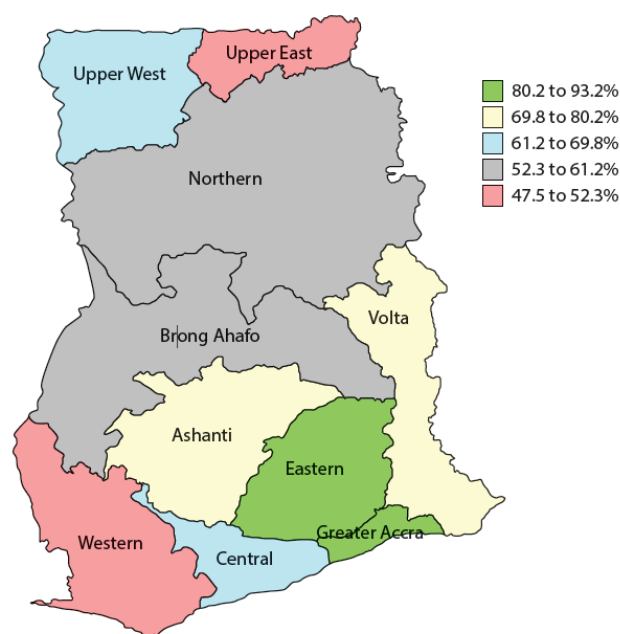 Upper East
Upper West
80.2 to 93.2%
69.8 to 80.2%
61.2 to 69.8%
52.3 to 61.2%
47.5 to 52.3%
Northern
Volta
Brong Ahafo
Ashanti
Eastern
Greater Accra
Western
Central